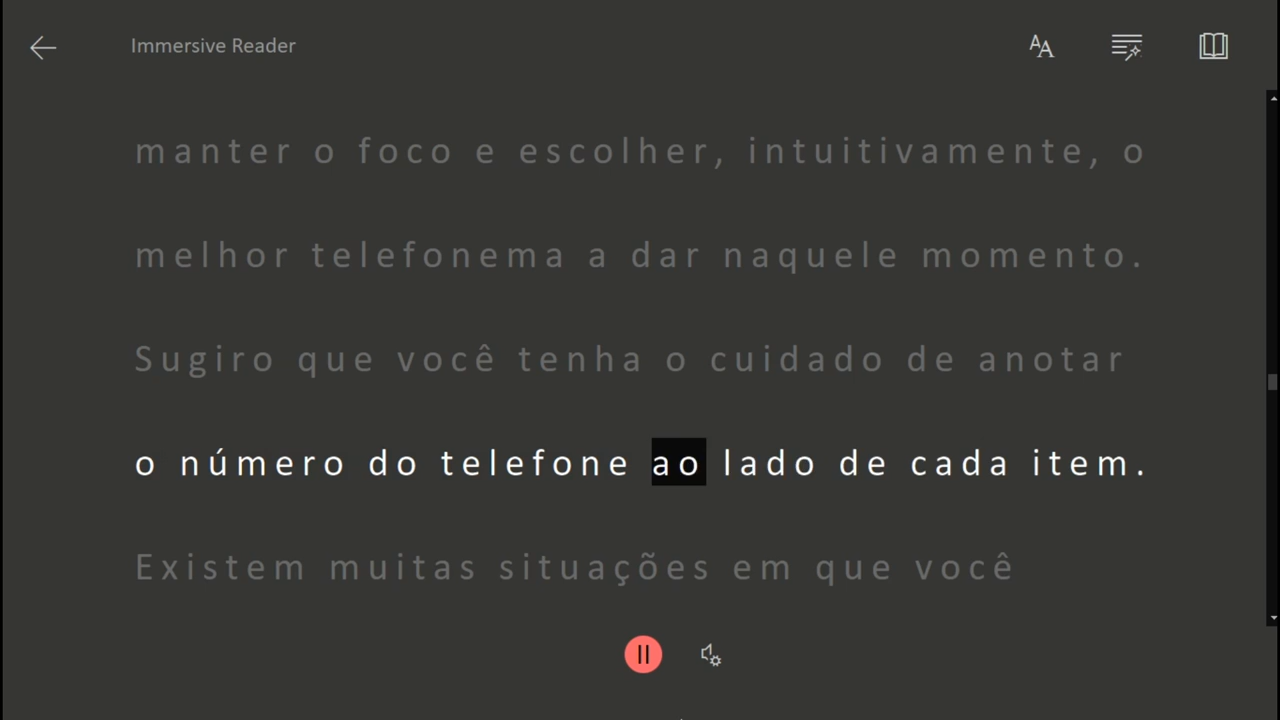 Immersive Reader
manter o foco e escolher, intuitivamente, o
melhor telefonema a dar naquele momento.
Sugiro que você tenha o cuidado de anotar
o número do telefone ao lado de cada item.
Existem muitas situações em que você